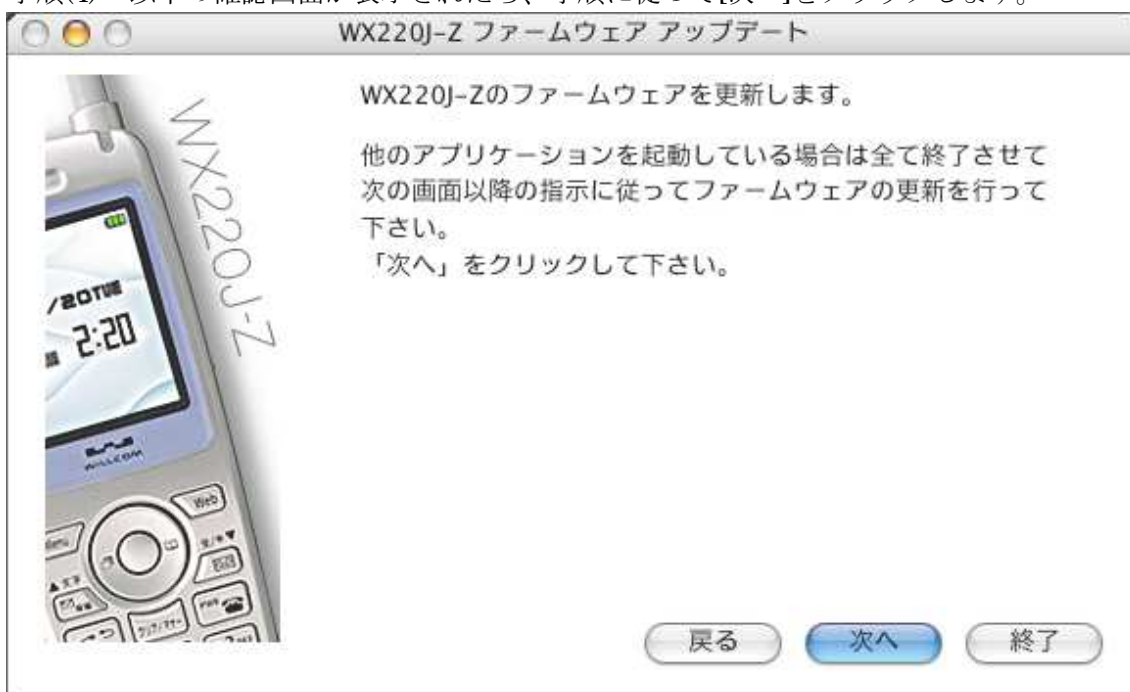 WX220J-Z ファームウェア アップデート
WX220J-Z
WX220J-Zのファームウェアを更新します。
他のアプリケーションを起動している場合は全て終了させて
次の画面以降の指示に従ってファームウェアの更新を行って
下さい。
「次へ」をクリックして下さい。
/20TUE
2:20
WILLCOM
Web
Menu
▲文字
戻る
次へ
終了